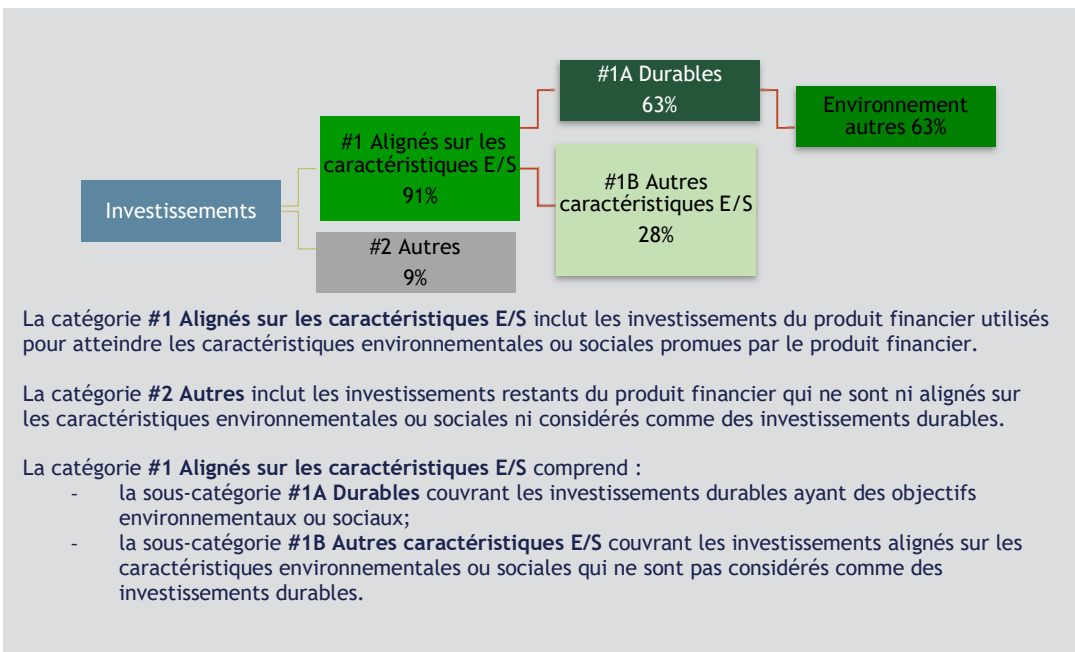 #1A Durables
63%
Environnement
autres 63%
#1 Alignés sur les
caractéristiques E/S
91%
#1B Autres
caractéristiques E/S
28%
Investissements
#2 Autres
9%
La catégorie #1 Alignés sur les caractéristiques E/S inclut les investissements du produit financier utilisés
pour atteindre les caractéristiques environnementales ou sociales promues par le produit financier.
La catégorie #2 Autres inclut les investissements restants du produit financier qui ne sont ni alignés sur
les caractéristiques environnementales ou sociales ni considérés comme des investissements durables.
La catégorie #1 Alignés sur les caractéristiques E/S comprend :
- la sous-catégorie #1A Durables couvrant les investissements durables ayant des objectifs
environnementaux ou sociaux;
- la sous-catégorie #1B Autres caractéristiques E/S couvrant les investissements alignés sur les
caractéristiques environnementales ou sociales qui ne sont pas considérés comme des
investissements durables.